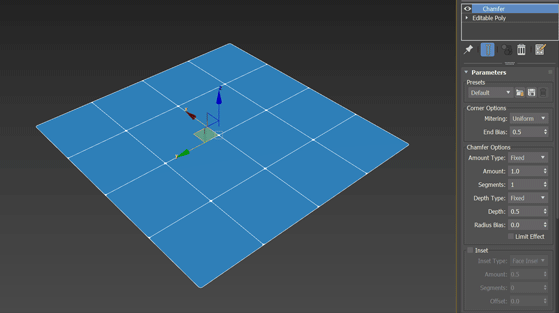 Chamfer
Editable Poly
Parameters
Presets
Default
Corner Options
Mitering: Uniform
End Bias: 0.5
Chamfer Options
Amount Type: Fixed
Amount: 1.0
Segments: 1
Depth Type: Fixed
Depth: 0.5
Radius Bias: 0.0
Limit Effect
Inset
Inset Type: Face Inset
Amount: 0.5
Segments: 0
Offset: 0.0